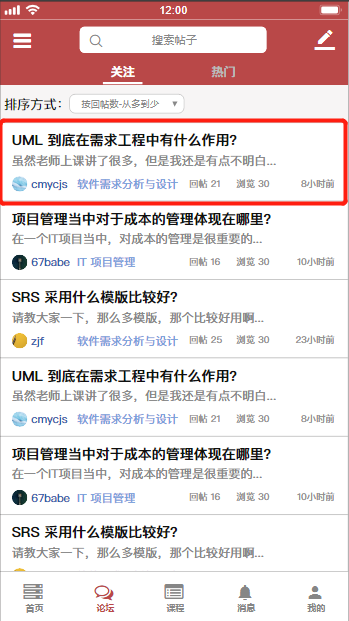 12:00
搜索帖子
关注 热门
排序方式: 按回帖数-从多到少
UML 到底在需求工程中有什么作用?
虽然老师上课讲了很多，但是我还是有点不明白...
cmycjs 软件需求分析与设计 回帖 21 浏览 30 8小时前
项目管理当中对于成本的管理体现在哪里?
在一个IT项目当中，对成本的管理是很重要的...
67babe IT 项目管理 回帖 16 浏览 30 10小时前
SRS 采用什么模版比较好?
请教大家一下，那么多模版，那个比较好用啊...
zjf 软件需求分析与设计 回帖 25 浏览 30 23小时前
UML 到底在需求工程中有什么作用?
虽然老师上课讲了很多，但是我还是有点不明白...
cmycjs 软件需求分析与设计 回帖 21 浏览 30 8小时前
项目管理当中对于成本的管理体现在哪里?
在一个IT项目当中，对成本的管理是很重要的...
67babe IT 项目管理 回帖 16 浏览 30 10小时前
SRS 采用什么模版比较好?
请教大家一下，那么多模版，那个比较好用啊...
首页 论坛 课程 消息 我的